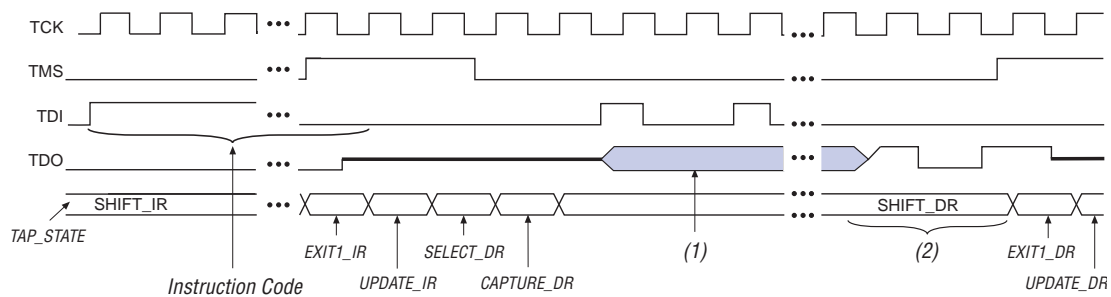 TCK
TMS
TDI
TDO
SHIFT_IR
SHIFT_DR
TAP_STATE
EXIT1_IR
SELECT_DR
(1)
(2)
EXIT1_DR
Instruction Code
UPDATE_IR
CAPTURE_DR
UPDATE_DR